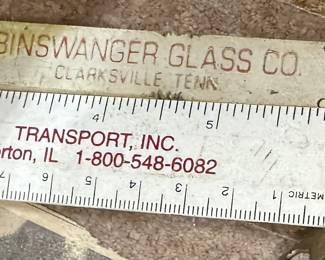 BINSWANGER GLASS CO.
CLARKSVILLE TENN
4 5
TRANSPORT, INC.
orton, IL 1-800-548-6082
7 6 5 4 3 2 1 METRIC